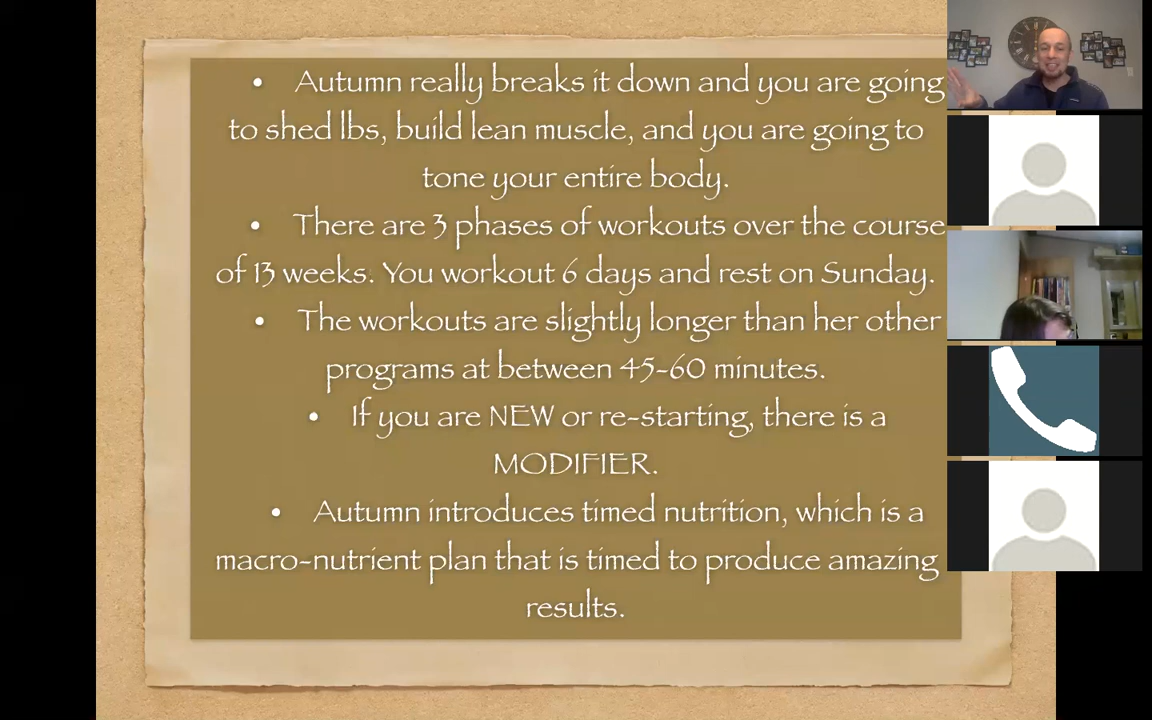 • Autumn really breaks it down and you are going
to shed lbs, build lean muscle, and you are going to
tone your entire body.
• There are 3 phases of workouts over the course
of 13 weeks. You workout 6 days and rest on Sunday.
• The workouts are slightly longer than her other
programs at between 45-60 minutes.
• If you are NEW or re-starting, there is a
MODIFIER.
• Autumn introduces timed nutrition, which is a
macro-nutrient plan that is timed to produce amazing
results.